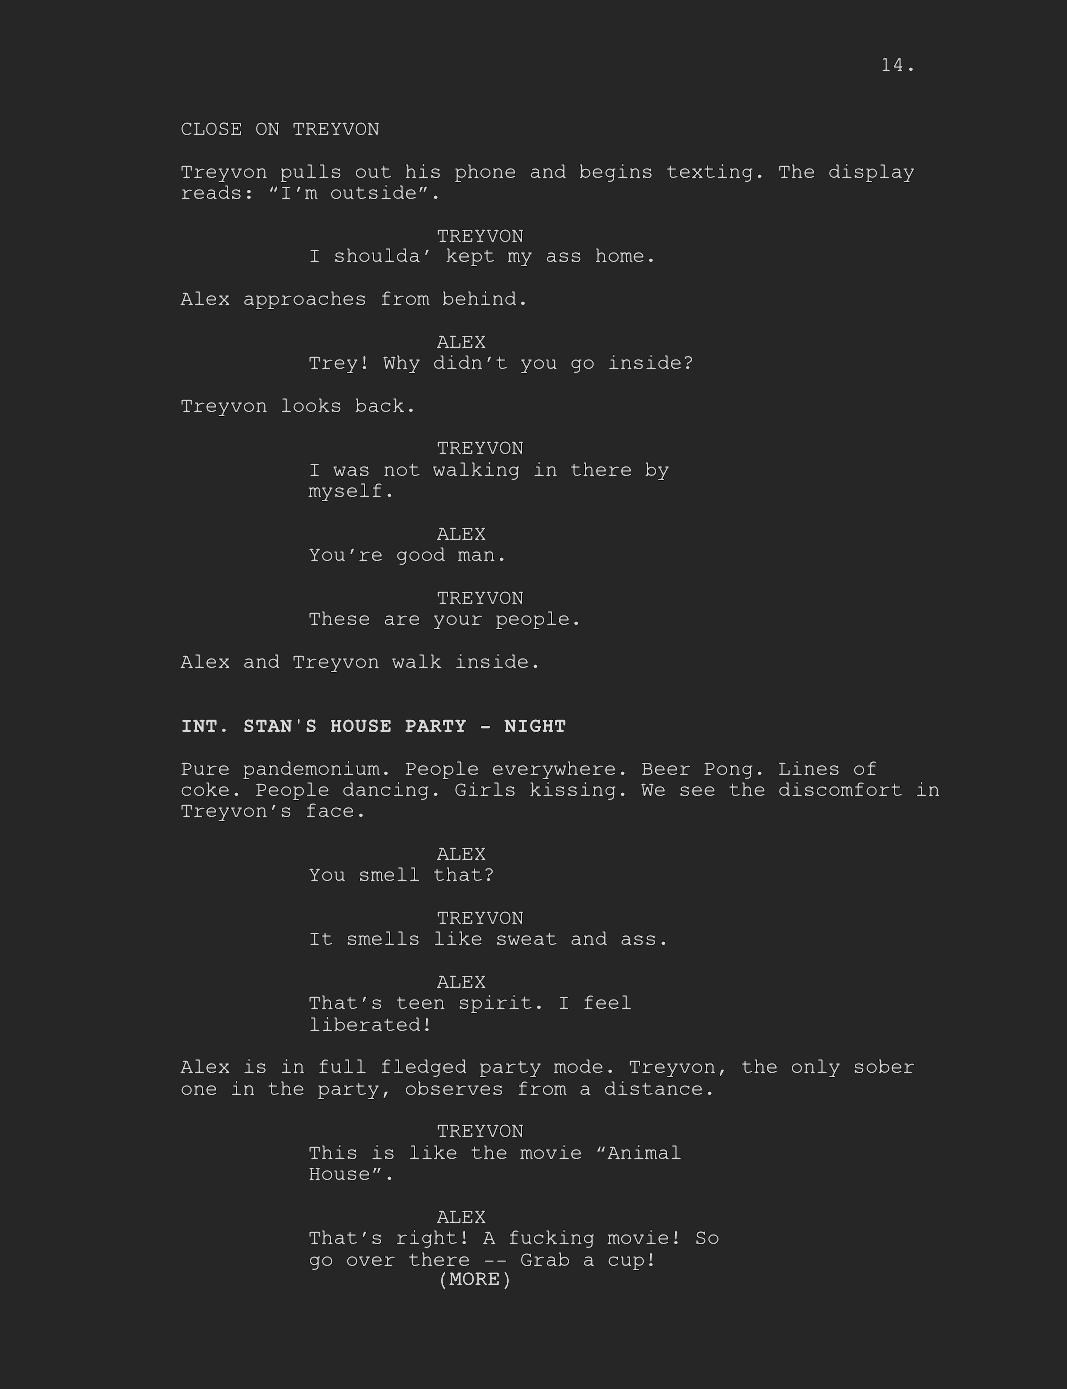 14.
CLOSE ON TREYVON
Treyvon pulls out his phone and begins texting. The display
reads: “I’m outside”.
TREYVON
I shoulda’ kept my ass home.
Alex approaches from behind.
ALEX
Trey! Why didn’t you go inside?
Treyvon looks back.
TREYVON
I was not walking in there by
myself.
ALEX
You’re good man.
TREYVON
These are your people.
Alex and Treyvon walk inside.
INT. STAN'S HOUSE PARTY - NIGHT
Pure pandemonium. People everywhere. Beer Pong. Lines of
coke. People dancing. Girls kissing. We see the discomfort in
Treyvon’s face.
ALEX
You smell that?
TREYVON
It smells like sweat and ass.
ALEX
That’s teen spirit. I feel
liberated!
Alex is in full fledged party mode. Treyvon, the only sober
one in the party, observes from a distance.
TREYVON
This is like the movie “Animal
House”.
ALEX
That’s right! A fucking movie! So
go over there -- Grab a cup!
(MORE)